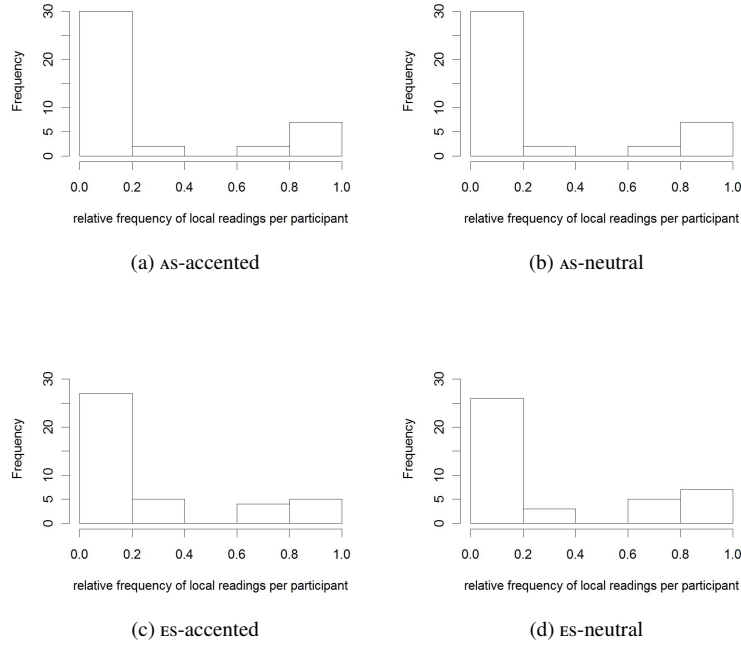 Frequency
30
20
10
5
0
0.0 0.2 0.4 0.6 0.8 1.0
relative frequency of local readings per participant
(a) AS-accented
Frequency
30
20
10
5
0
0.0 0.2 0.4 0.6 0.8 1.0
relative frequency of local readings per participant
(b) AS-neutral
Frequency
30
20
10
5
0
0.0 0.2 0.4 0.6 0.8 1.0
relative frequency of local readings per participant
(c) ES-accented
Frequency
30
20
10
5
0
0.0 0.2 0.4 0.6 0.8 1.0
relative frequency of local readings per participant
(d) ES-neutral